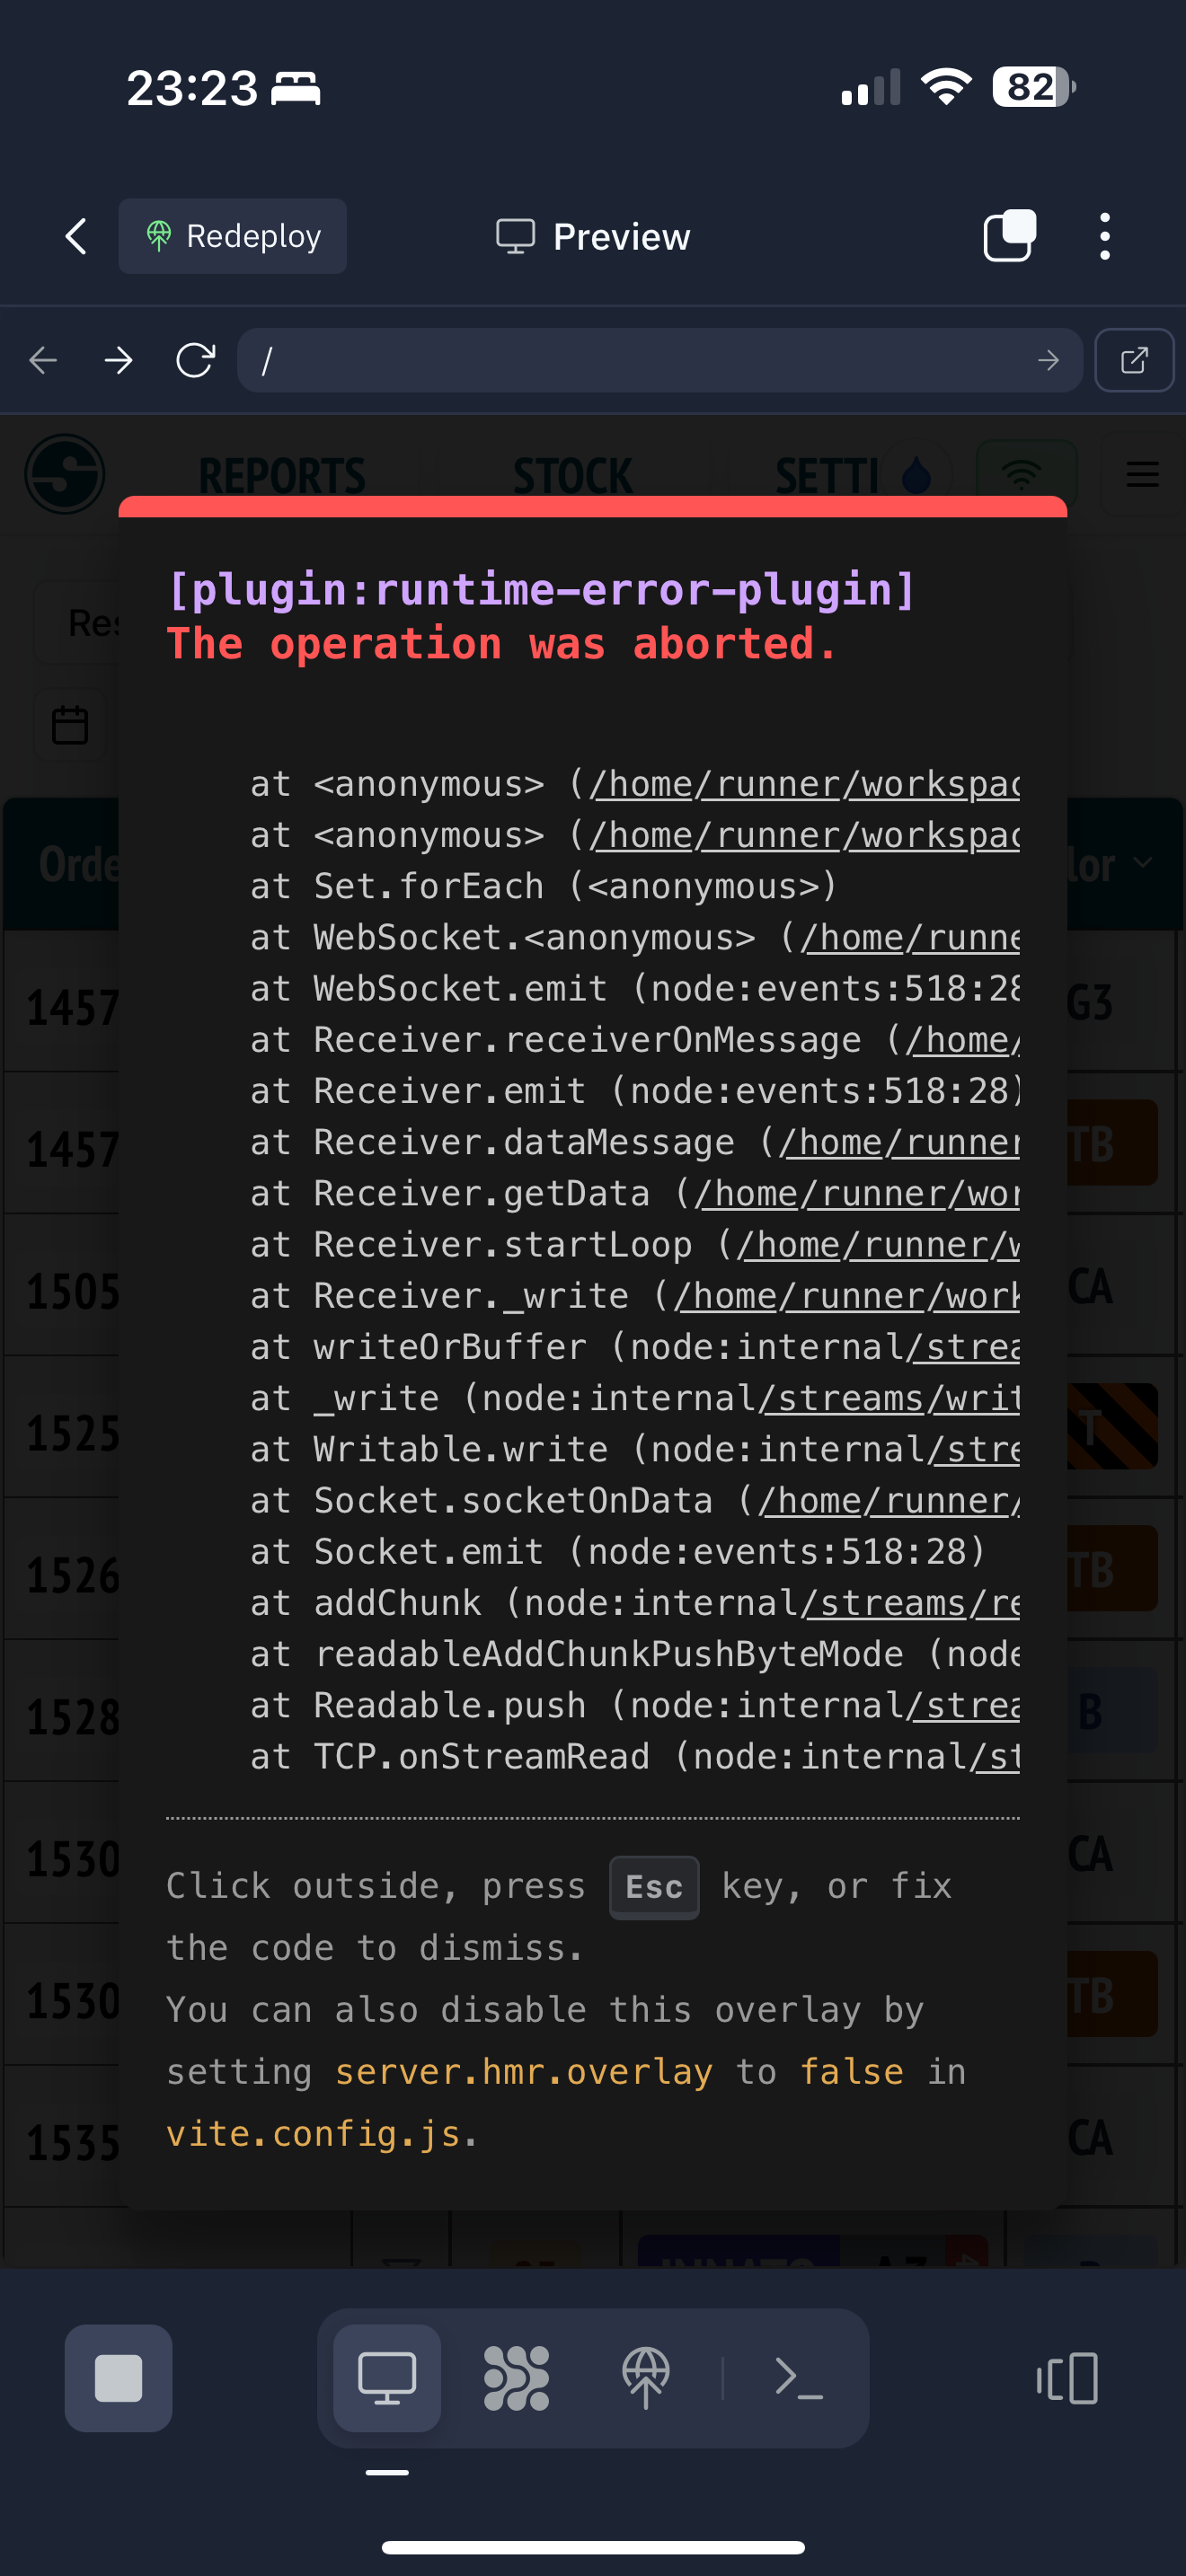 23:23
82
Redeploy
Preview
/
REPORTS
STOCK
SETTI
Res
[plugin:runtime-error-plugin]
The operation was aborted.
at <anonymous> (/home/runner/workspac
at <anonymous> (/home/runner/workspac
at Set.forEach (<anonymous>)
at WebSocket.<anonymous> (/home/runne
at WebSocket.emit (node:events:518:28
at Receiver.receiverOnMessage (/home/
at Receiver.emit (node:events:518:28)
at Receiver.dataMessage (/home/runner
at Receiver.getData (/home/runner/wor
at Receiver.startLoop (/home/runner/w
at Receiver._write (/home/runner/work
at writeOrBuffer (node:internal/strea
at _write (node:internal/streams/writ
at Writable.write (node:internal/stre
at Socket.socketOnData (/home/runner/
at Socket.emit (node:events:518:28)
at addChunk (node:internal/streams/re
at readableAddChunkPushByteMode (node
at Readable.push (node:internal/strea
at TCP.onStreamRead (node:internal/st
Click outside, press Esc key, or fix
the code to dismiss.
You can also disable this overlay by
setting server.hmr.overlay to false in
vite.config.js.
Orde
lor
1457
G3
1457
TB
1505
CA
1525
T
1526
TB
1528
B
1530
CA
1530
TB
1535
CA